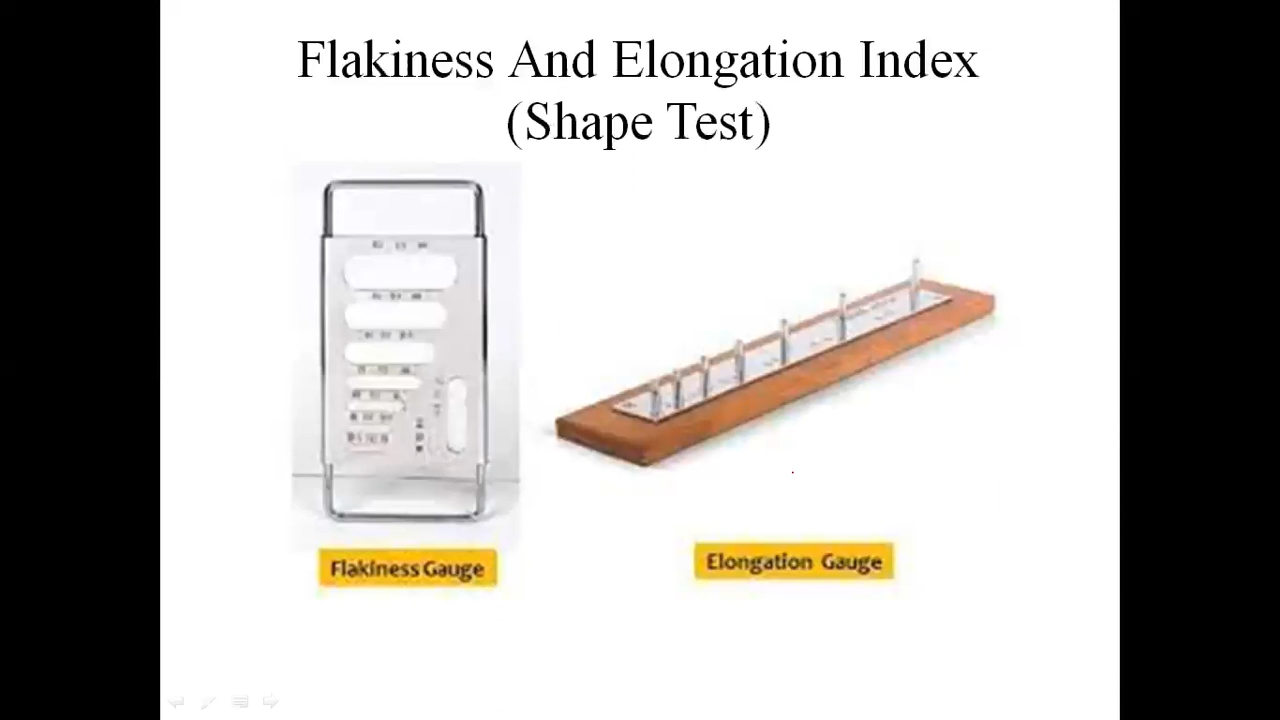 Flakiness And Elongation Index
(Shape Test)
Flakiness Gauge
Elongation Gauge